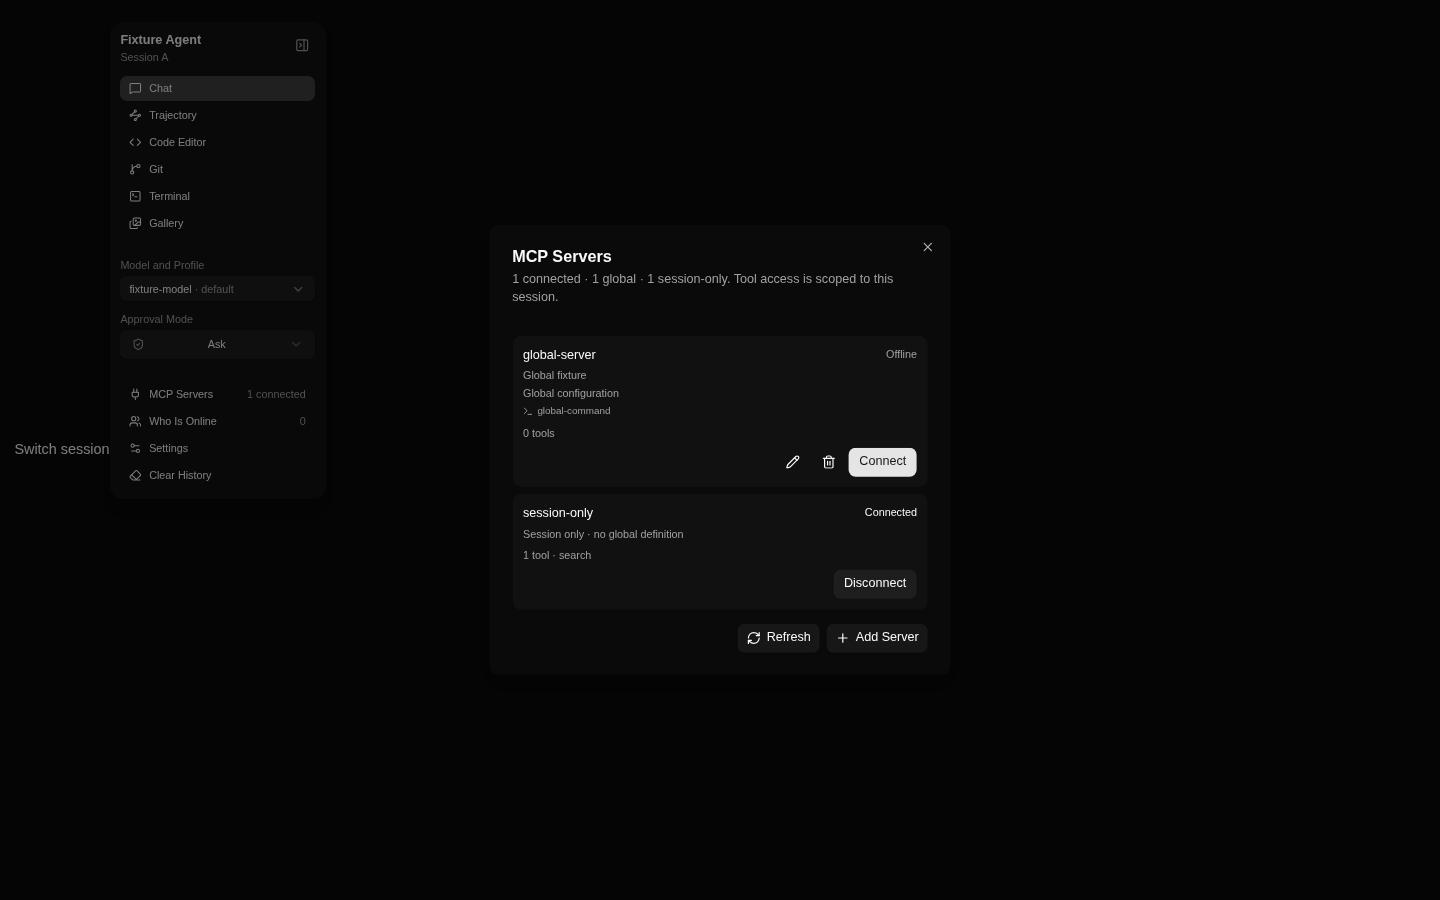 Fixture Agent
Session A
Chat
Trajectory
Code Editor
Git
Terminal
Gallery
Model and Profile
fixture-model · default
Approval Mode
Ask
MCP Servers 1 connected
Who Is Online 0
Settings
Clear History
Switch session
MCP Servers
1 connected · 1 global · 1 session-only. Tool access is scoped to this
session.
global-server Offline
Global fixture
Global configuration
global-command
0 tools
Connect
session-only Connected
Session only · no global definition
1 tool · search
Disconnect
Refresh Add Server